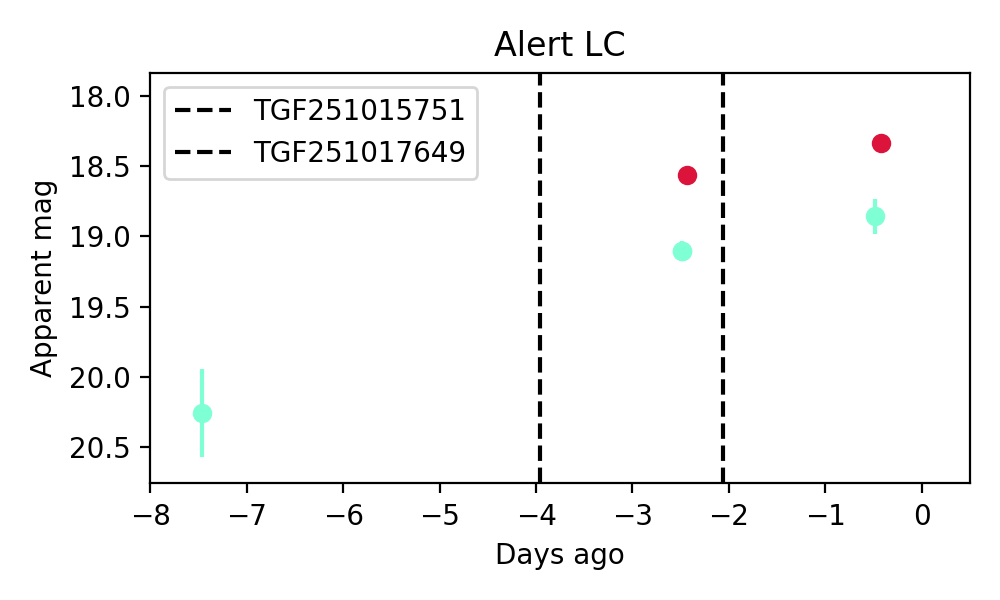 Alert LC
TGF251015751
TGF251017649
Apparent mag
18.0
18.5
19.0
19.5
20.0
20.5
−8 −7 −6 −5 −4 −3 −2 −1 0
Days ago